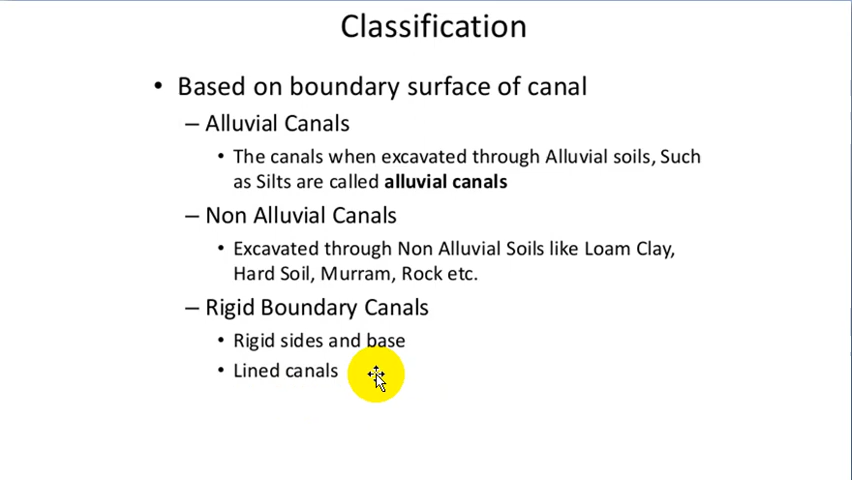 Classification
• Based on boundary surface of canal
– Alluvial Canals
• The canals when excavated through Alluvial soils, Such
as Silts are called alluvial canals
– Non Alluvial Canals
• Excavated through Non Alluvial Soils like Loam Clay,
Hard Soil, Murram, Rock etc.
– Rigid Boundary Canals
• Rigid sides and base
• Lined canals